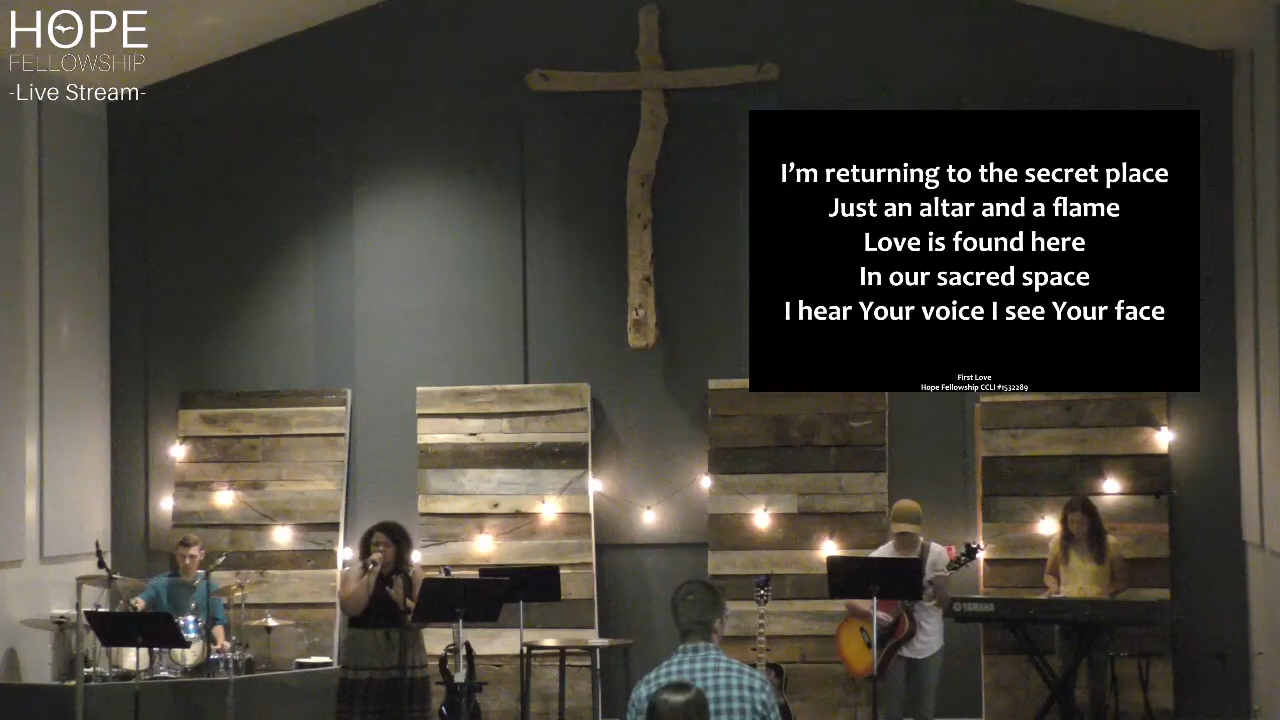 HOPE
FELLOWSHIP
-Live Stream-
I'm returning to the secret place
Just an altar and a flame
Love is found here
In our sacred space
I hear Your voice I see Your face
First Love
Hope Fellowship CCLI #1532289
YAMAHA